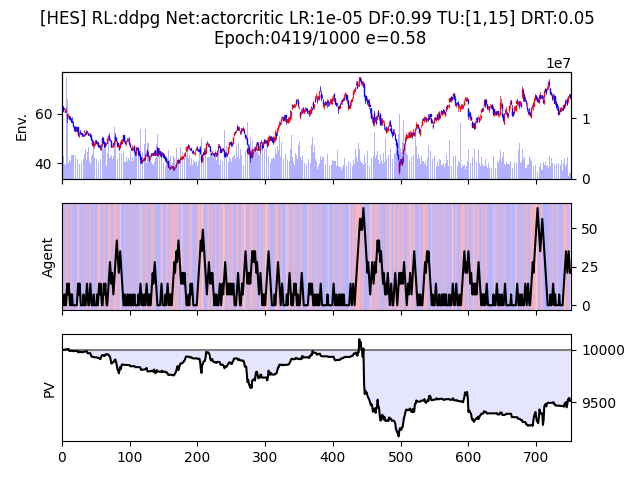 [HES] RL:ddpg Net:actorcritic LR:1e-05 DF:0.99 TU:[1,15] DRT:0.05
Epoch:0419/1000 e=0.58
1e7
Env.
60
40
1
0
Agent
50
25
0
PV
10000
9500
0 100 200 300 400 500 600 700